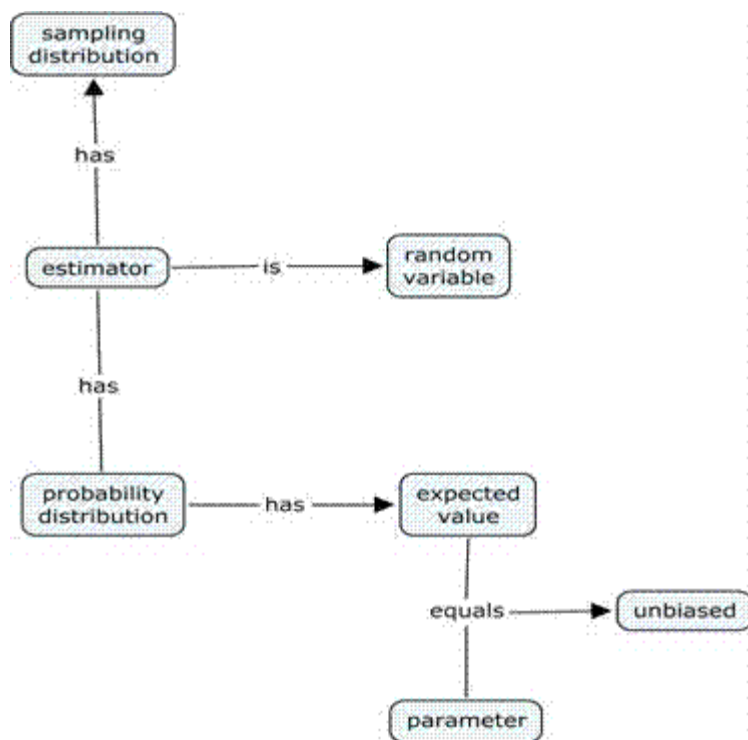 sampling
distribution
has
estimator
is
random
variable
has
probability
distribution
has
expected
value
equals
unbiased
parameter